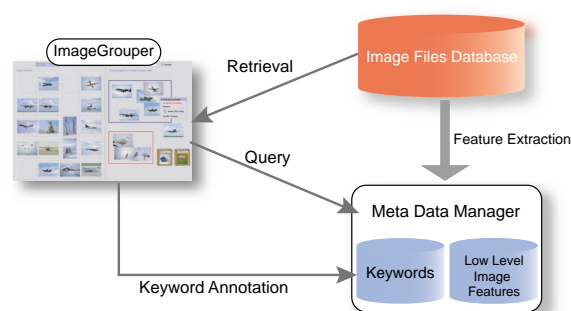 ImageGrouper
Image Files Database
Retrieval
Feature Extraction
Query
Meta Data Manager
Keywords
Low Level
Image
Features
Keyword Annotation